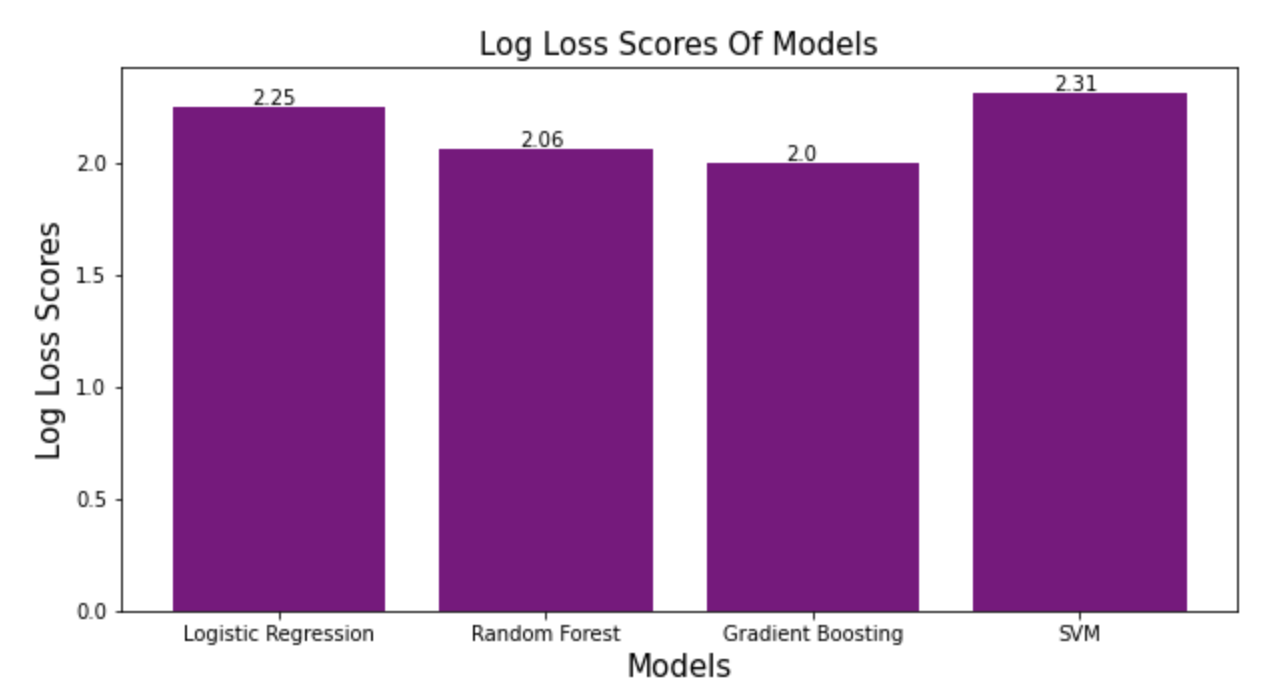 Log Loss Scores Of Models
Log Loss Scores
2.0
1.5
1.0
0.5
0.0
2.25
2.06
2.0
2.31
Logistic Regression
Random Forest
Gradient Boosting
SVM
Models